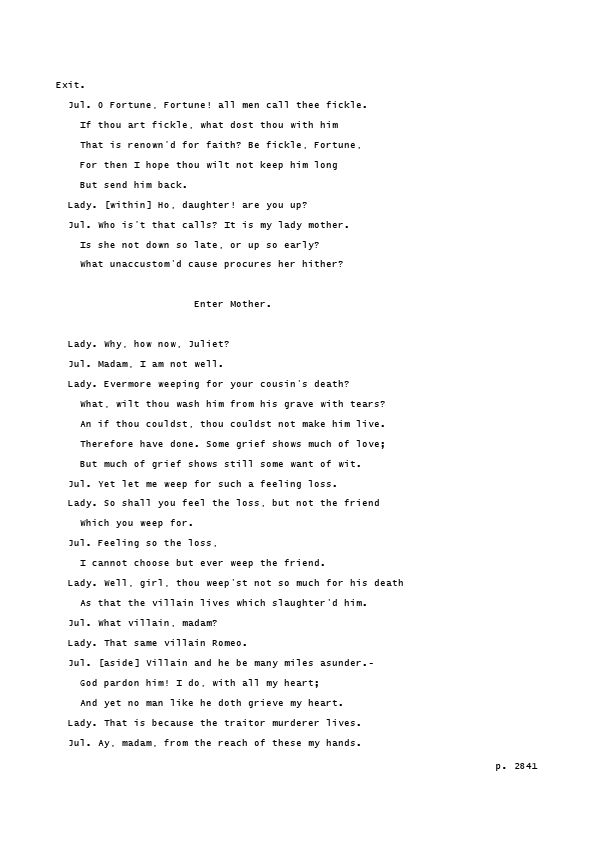 Exit.
Jul. O Fortune, Fortune! all men call thee fickle.
If thou art fickle, what dost thou with him
That is renown'd for faith? Be fickle, Fortune,
For then I hope thou wilt not keep him long
But send him back.
Lady. [within] Ho, daughter! are you up?
Jul. Who is't that calls? It is my lady mother.
Is she not down so late, or up so early?
What unaccustom'd cause procures her hither?
Enter Mother.
Lady. Why, how now, Juliet?
Jul. Madam, I am not well.
Lady. Evermore weeping for your cousin's death?
What, wilt thou wash him from his grave with tears?
An if thou couldst, thou couldst not make him live.
Therefore have done. Some grief shows much of love;
But much of grief shows still some want of wit.
Jul. Yet let me weep for such a feeling loss.
Lady. So shall you feel the loss, but not the friend
Which you weep for.
Jul. Feeling so the loss,
I cannot choose but ever weep the friend.
Lady. Well, girl, thou weep'st not so much for his death
As that the villain lives which slaughter'd him.
Jul. What villain, madam?
Lady. That same villain Romeo.
Jul. [aside] Villain and he be many miles asunder.-
God pardon him! I do, with all my heart;
And yet no man like he doth grieve my heart.
Lady. That is because the traitor murderer lives.
Jul. Ay, madam, from the reach of these my hands.
p. 2841